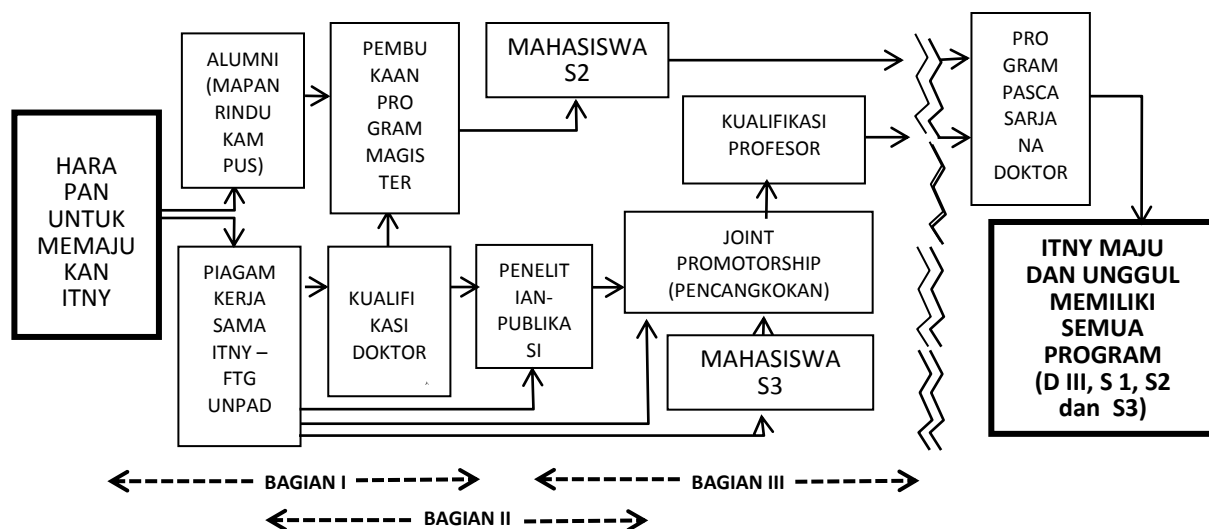 HARA
PAN
UNTUK
MEMAJU
KAN
ITNY
ALUMNI
(MAPAN
RINDU
KAM
PUS)
PIAGAM
KERJA
SAMA
ITNY –
FTG
UNPAD
PEMBU
KAAN
PRO
GRAM
MAGIS
TER
KUALIFI
KASI
DOKTOR
MAHASISWA
S2
PENELIT
IAN-
PUBLIKA
SI
KUALIFIKASI
PROFESOR
JOINT
PROMOTORSHIP
(PENCANGKOKAN)
MAHASISWA
S3
PRO
GRAM
PASCA
SARJA
NA
DOKTOR
ITNY MAJU
DAN UNGGUL
MEMILIKI
SEMUA
PROGRAM
(D III, S 1, S2
dan S3)
BAGIAN I
BAGIAN III
BAGIAN II